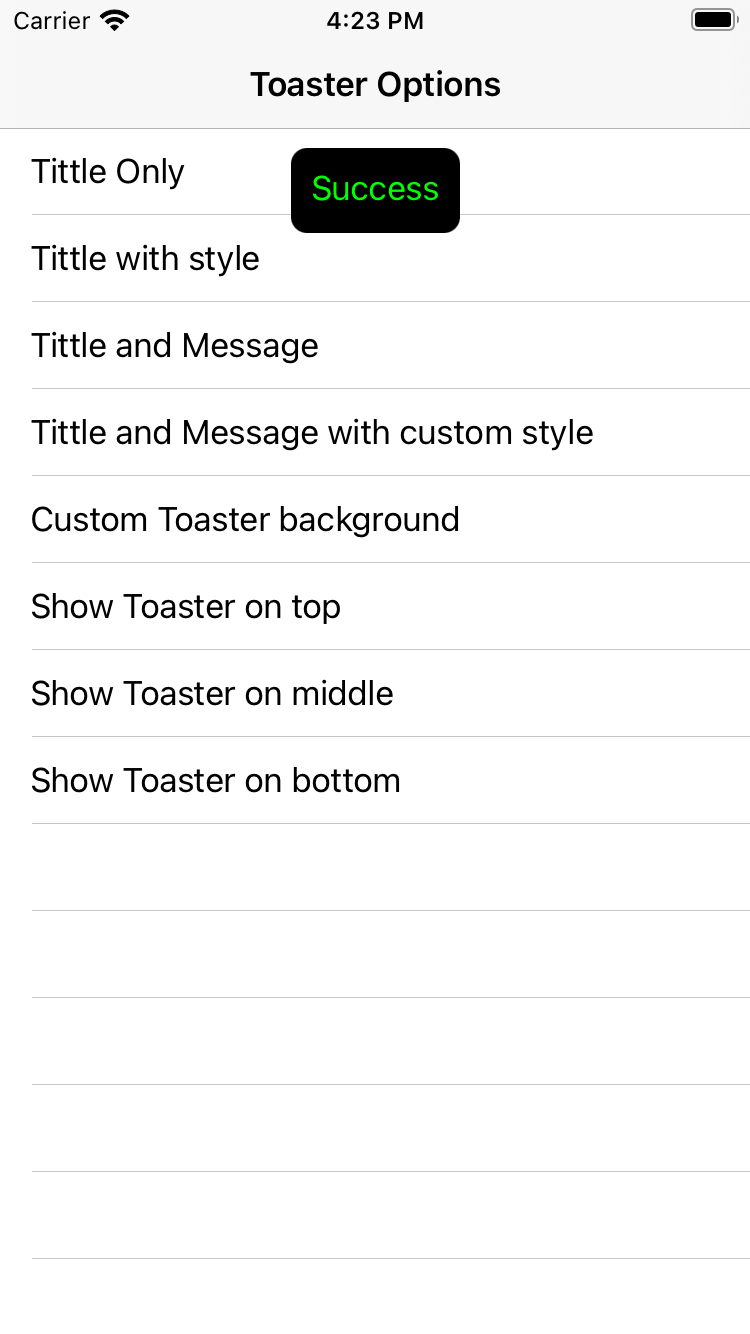 Carrier 4:23 PM
Toaster Options
Tittle Only
Success
Tittle with style
Tittle and Message
Tittle and Message with custom style
Custom Toaster background
Show Toaster on top
Show Toaster on middle
Show Toaster on bottom